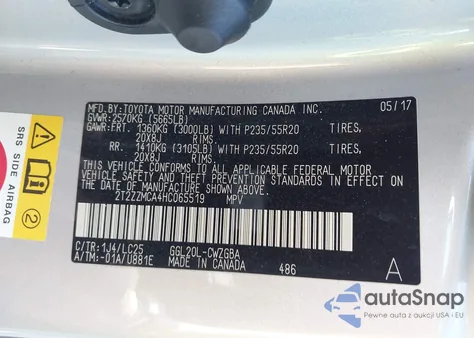 MFD. BY: TOYOTA MOTOR MANUFACTURING CANADA INC. 05/17
GVWR: 2570KG (5665LB)
GAWR: FRT. 1360KG (3000LB) WITH P235/55R20 TIRES,
20X8J RIMS,
RR. 1410KG (3105LB) WITH P235/55R20 TIRES,
20X8J RIMS.
THIS VEHICLE CONFORMS TO ALL APPLICABLE FEDERAL MOTOR
VEHICLE SAFETY AND THEFT PREVENTION STANDARDS IN EFFECT ON THE
DATE OF MANUFACTURE SHOWN ABOVE.
2T2ZZMCA4HC065519 MPV
C/TR: 1J4/LC25 GGL20L-CWZGBA
A/TM: -01A/U881E MADE IN CANADA 486 A
SRS SIDE AIRBAG
2
autaSnap
Pewne auta z aukcji USA i EU